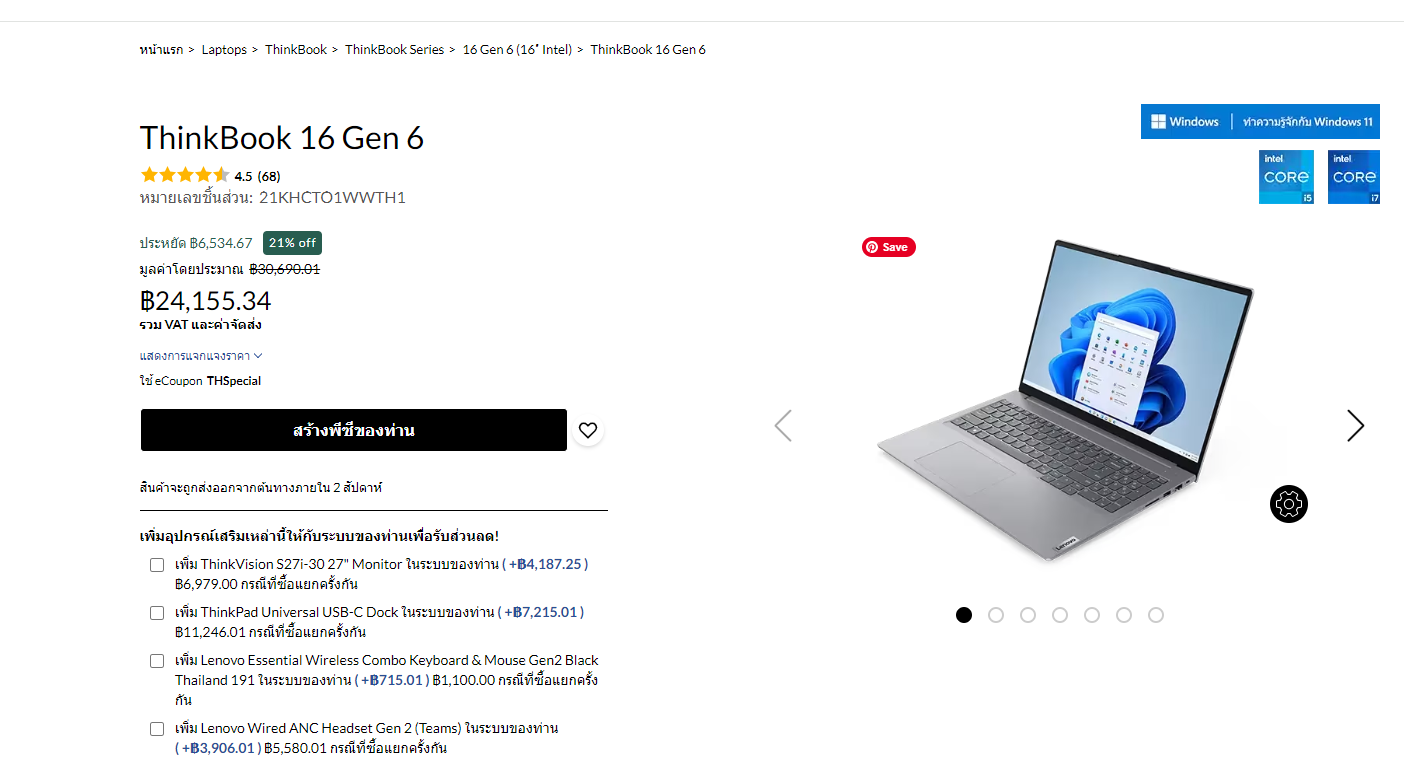 หน้าแรก > Laptops > ThinkBook > ThinkBook Series > 16 Gen 6 (16″ Intel) > ThinkBook 16 Gen 6
ThinkBook 16 Gen 6
4.5 (68)
หมายเลขชิ้นส่วน: 21KHCTO1WWTH1
ประหยัด ฿6,534.67 21% off
มูลค่าโดยประมาณ ฿30,690.01
฿24,155.34
รวม VAT และค่าจัดส่ง
แสดงการแจกแจงราคา
ใช้ eCoupon THSpecial
สร้างพีซีของท่าน
สินค้าจะถูกส่งออกจากต้นทางภายใน 2 สัปดาห์
เพิ่มอุปกรณ์เสริมเหล่านี้ให้กับระบบของท่านเพื่อรับส่วนลด!
เพิ่ม ThinkVision S27i-30 27" Monitor ในระบบของท่าน ( +฿4,187.25 )
฿6,979.00 กรณีที่ซื้อแยกครั้งกัน
เพิ่ม ThinkPad Universal USB-C Dock ในระบบของท่าน ( +฿7,215.01 )
฿11,246.01 กรณีที่ซื้อแยกครั้งกัน
เพิ่ม Lenovo Essential Wireless Combo Keyboard & Mouse Gen2 Black
Thailand 191 ในระบบของท่าน ( +฿715.01 ) ฿1,100.00 กรณีที่ซื้อแยกครั้ง
กัน
เพิ่ม Lenovo Wired ANC Headset Gen 2 (Teams) ในระบบของท่าน
( +฿3,906.01 ) ฿5,580.01 กรณีที่ซื้อแยกครั้งกัน
Windows ทำความรู้จักกับ Windows 11
intel
CORE
i5
intel
CORE
i7
Save
Lenovo